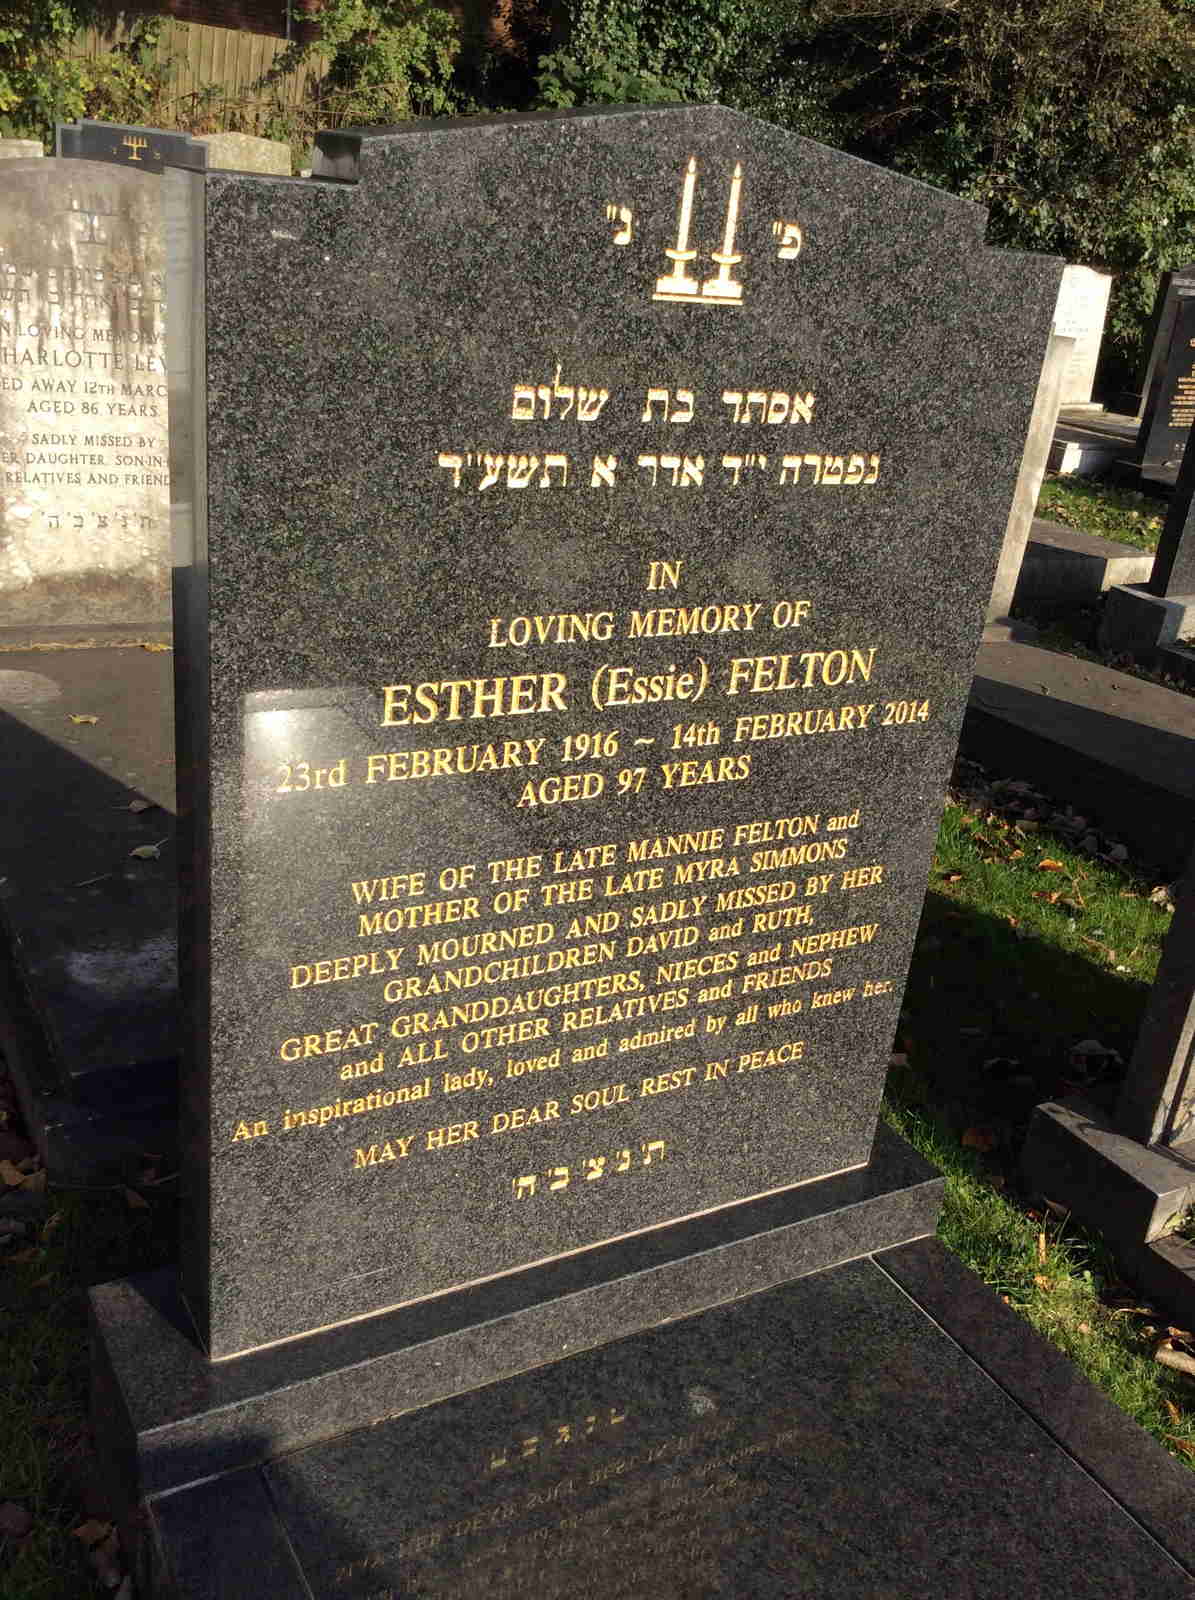 פ" נ"
אסתר בת שלום
נפטרה י"ד אדר א תשע"ד
IN
LOVING MEMORY OF
ESTHER (Essie) FELTON
23rd FEBRUARY 1916 ~ 14th FEBRUARY 2014
AGED 97 YEARS
WIFE OF THE LATE MANNIE FELTON and
MOTHER OF THE LATE MYRA SIMMONS
DEEPLY MOURNED AND SADLY MISSED BY HER
GRANDCHILDREN DAVID and RUTH,
GREAT GRANDDAUGHTERS, NIECES and NEPHEW
and ALL OTHER RELATIVES and FRIENDS
An inspirational lady, loved and admired by all who knew her.
MAY HER DEAR SOUL REST IN PEACE
ת' נ' צ' ב' ה'
LOVING MEMORY
CHARLOTTE
AWAY 12TH
AGED 86 YEARS
SADLY MISSED BY
DAUGHTER, SON-IN
RELATIVES AND
ת' נ' צ' ב' ה'